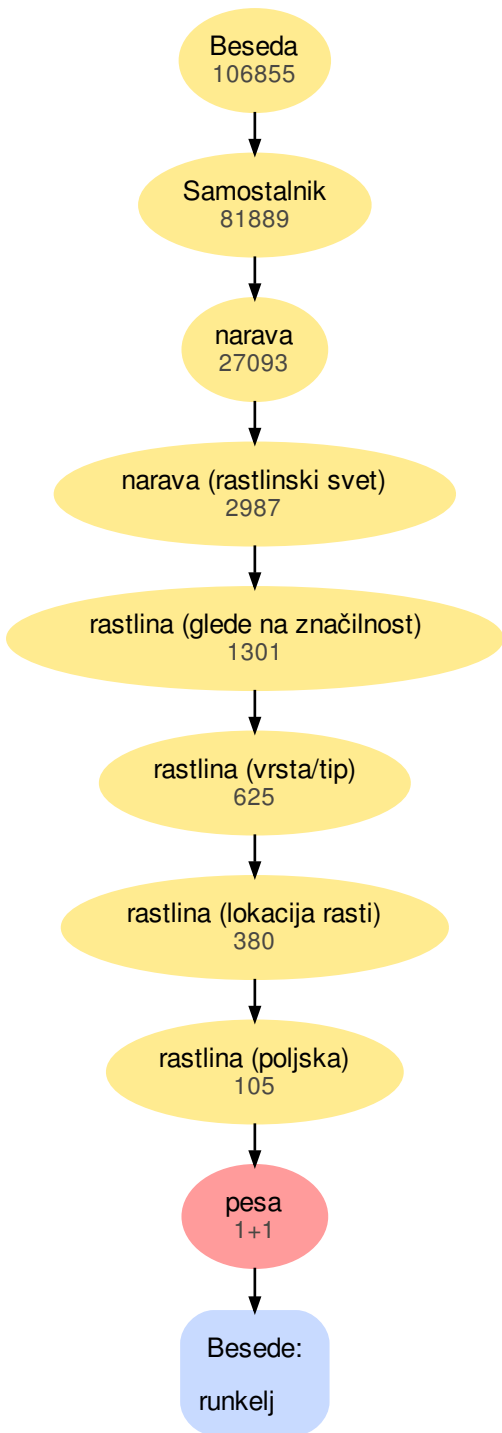 Beseda
106855
Samostalnik
81889
narava
27093
narava (rastlinski svet)
2987
rastlina (glede na značilnost)
1301
rastlina (vrsta/tip)
625
rastlina (lokacija rasti)
380
rastlina (poljska)
105
pesa
1+1
Besede:
runkelj